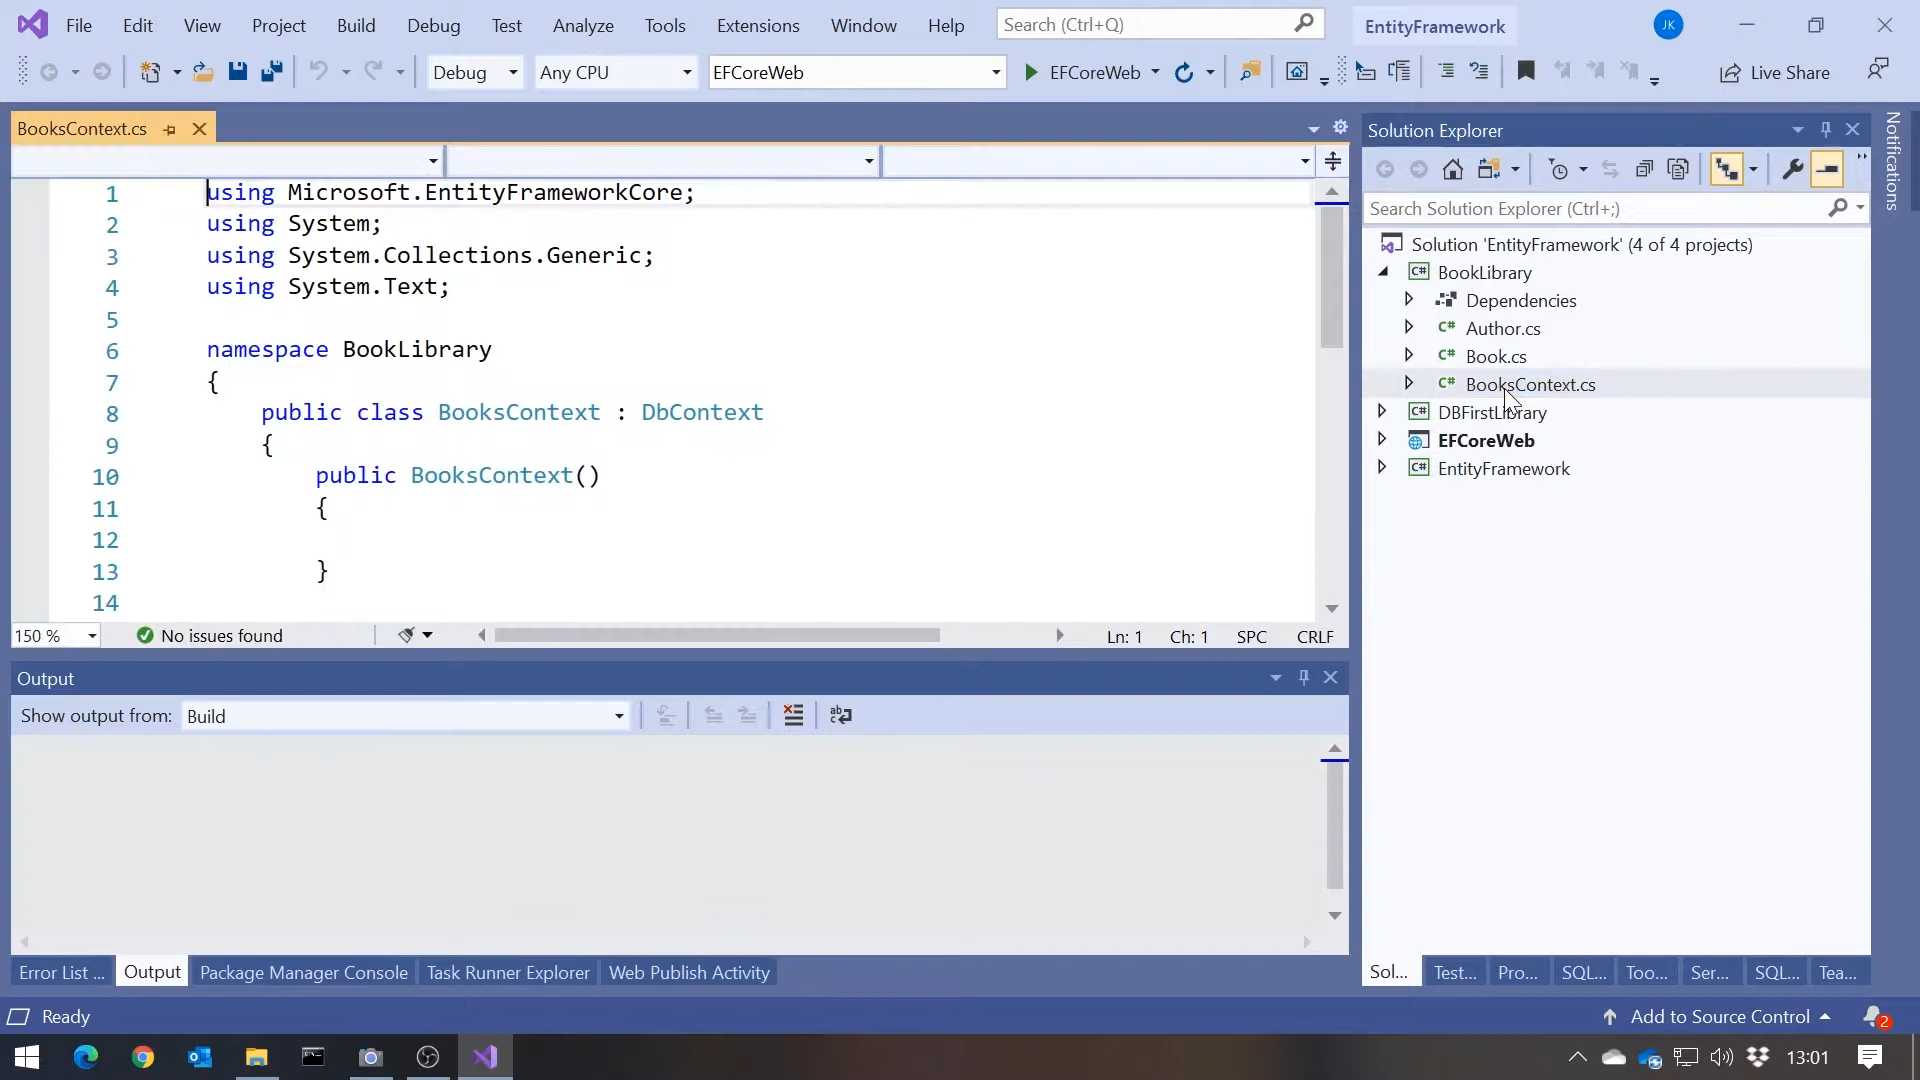 File Edit View Project Build Debug Test Analyze Tools Extensions Window Help Search (Ctrl+Q) EntityFramework JK
Debug Any CPU EFCoreWeb EFCoreWeb Live Share
BooksContext.cs
1 using Microsoft.EntityFrameworkCore;
2 using System;
3 using System.Collections.Generic;
4 using System.Text;
5
6 namespace BookLibrary
7 {
8 public class BooksContext : DbContext
9 {
10 public BooksContext()
11 {
12
13 }
14
150 % No issues found Ln: 1 Ch: 1 SPC CRLF
Output
Show output from: Build
Error List ... Output Package Manager Console Task Runner Explorer Web Publish Activity
Solution Explorer
Search Solution Explorer (Ctrl+;)
Solution 'EntityFramework' (4 of 4 projects)
C# BookLibrary
Dependencies
C# Author.cs
C# Book.cs
C# BooksContext.cs
C# DBFirstLibrary
EFCoreWeb
C# EntityFramework
Sol... Test... Pro... SQL... Too... Ser... SQL... Tea...
Notifications
Ready Add to Source Control 2
13:01